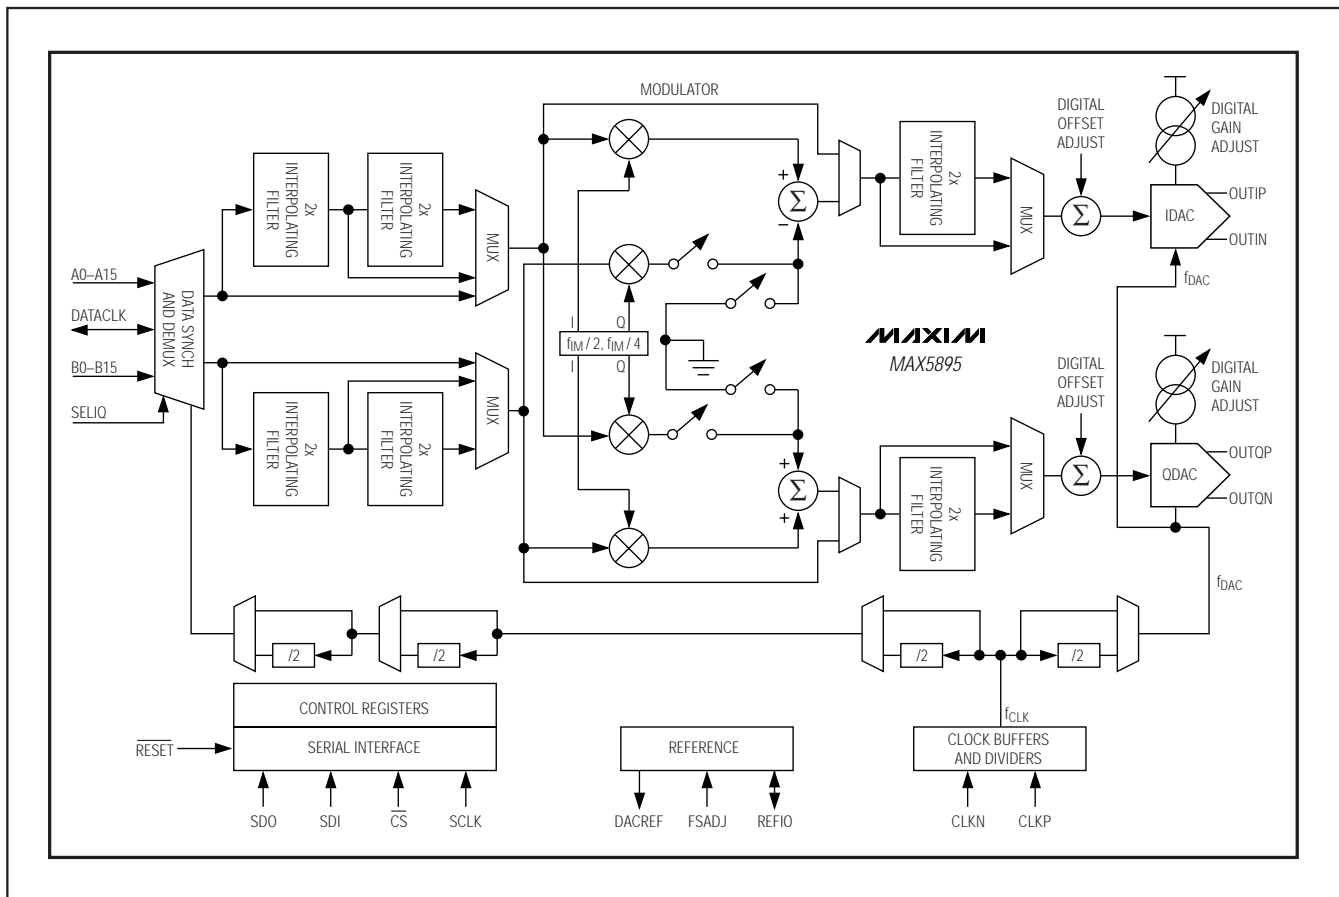 MODULATOR
DIGITAL
OFFSET
ADJUST
DIGITAL
GAIN
ADJUST
2x
INTERPOLATING
FILTER
2x
INTERPOLATING
FILTER
MUX
2x
INTERPOLATING
FILTER
MUX
Σ
+
−
Σ
IDAC
OUTIP
OUTIN
fDAC
A0–A15
DATACLK
B0–B15
SELIQ
DATA SYNCH
AND DEMUX
I
Q
fIM / 2, fIM / 4
I
Q
MAXIM
MAX5895
DIGITAL
OFFSET
ADJUST
DIGITAL
GAIN
ADJUST
2x
INTERPOLATING
FILTER
2x
INTERPOLATING
FILTER
MUX
+
Σ
+
2x
INTERPOLATING
FILTER
MUX
Σ
QDAC
OUTQP
OUTQN
fDAC
/2
/2
/2
/2
fCLK
CONTROL REGISTERS
SERIAL INTERFACE
RESET
SDO
SDI
CS
SCLK
REFERENCE
DACREF
FSADJ
REFIO
CLOCK BUFFERS
AND DIVIDERS
CLKN
CLKP